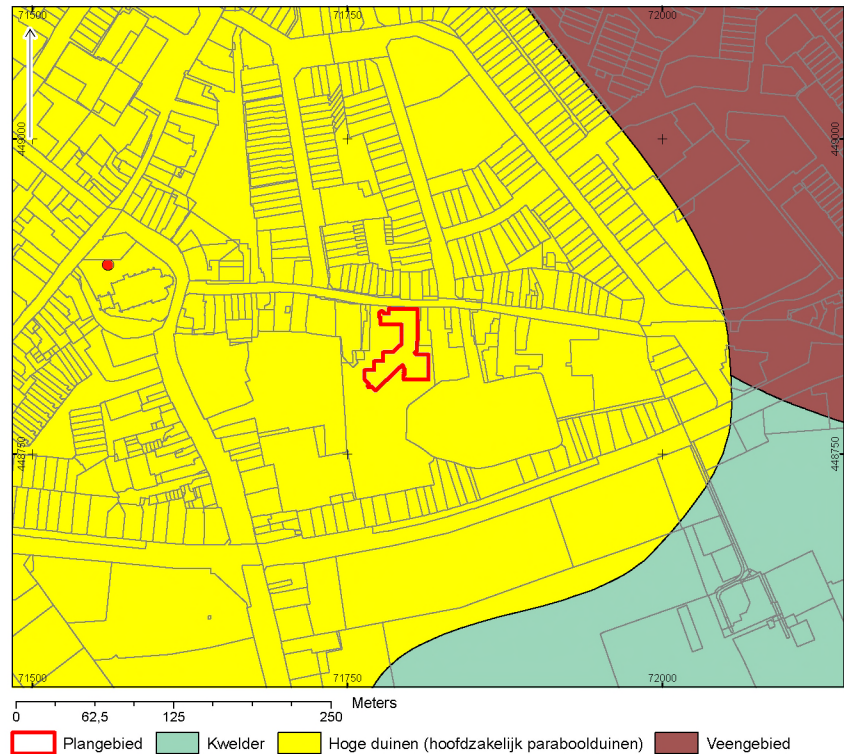 71500 71750 72000
449000 449000
448750 448750
71500 71750 72000
0 62,5 125 250 Meters
Plangebied Kwelder Hoge duinen (hoofdzakelijk paraboolduinen) Veengebied